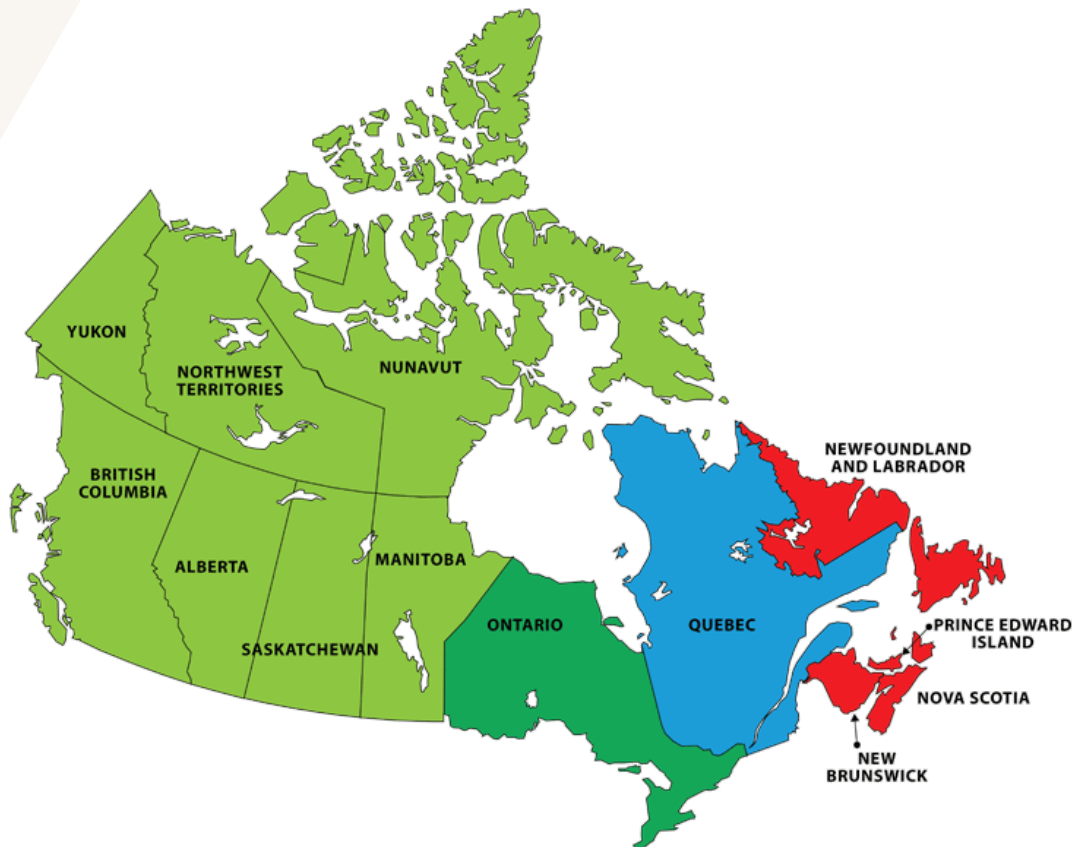 YUKON
NORTHWEST
TERRITORIES
NUNAVUT
BRITISH
COLUMBIA
ALBERTA
SASKATCHEWAN
MANITOBA
ONTARIO
QUEBEC
NEWFOUNDLAND
AND LABRADOR
PRINCE EDWARD
ISLAND
NOVA SCOTIA
NEW
BRUNSWICK